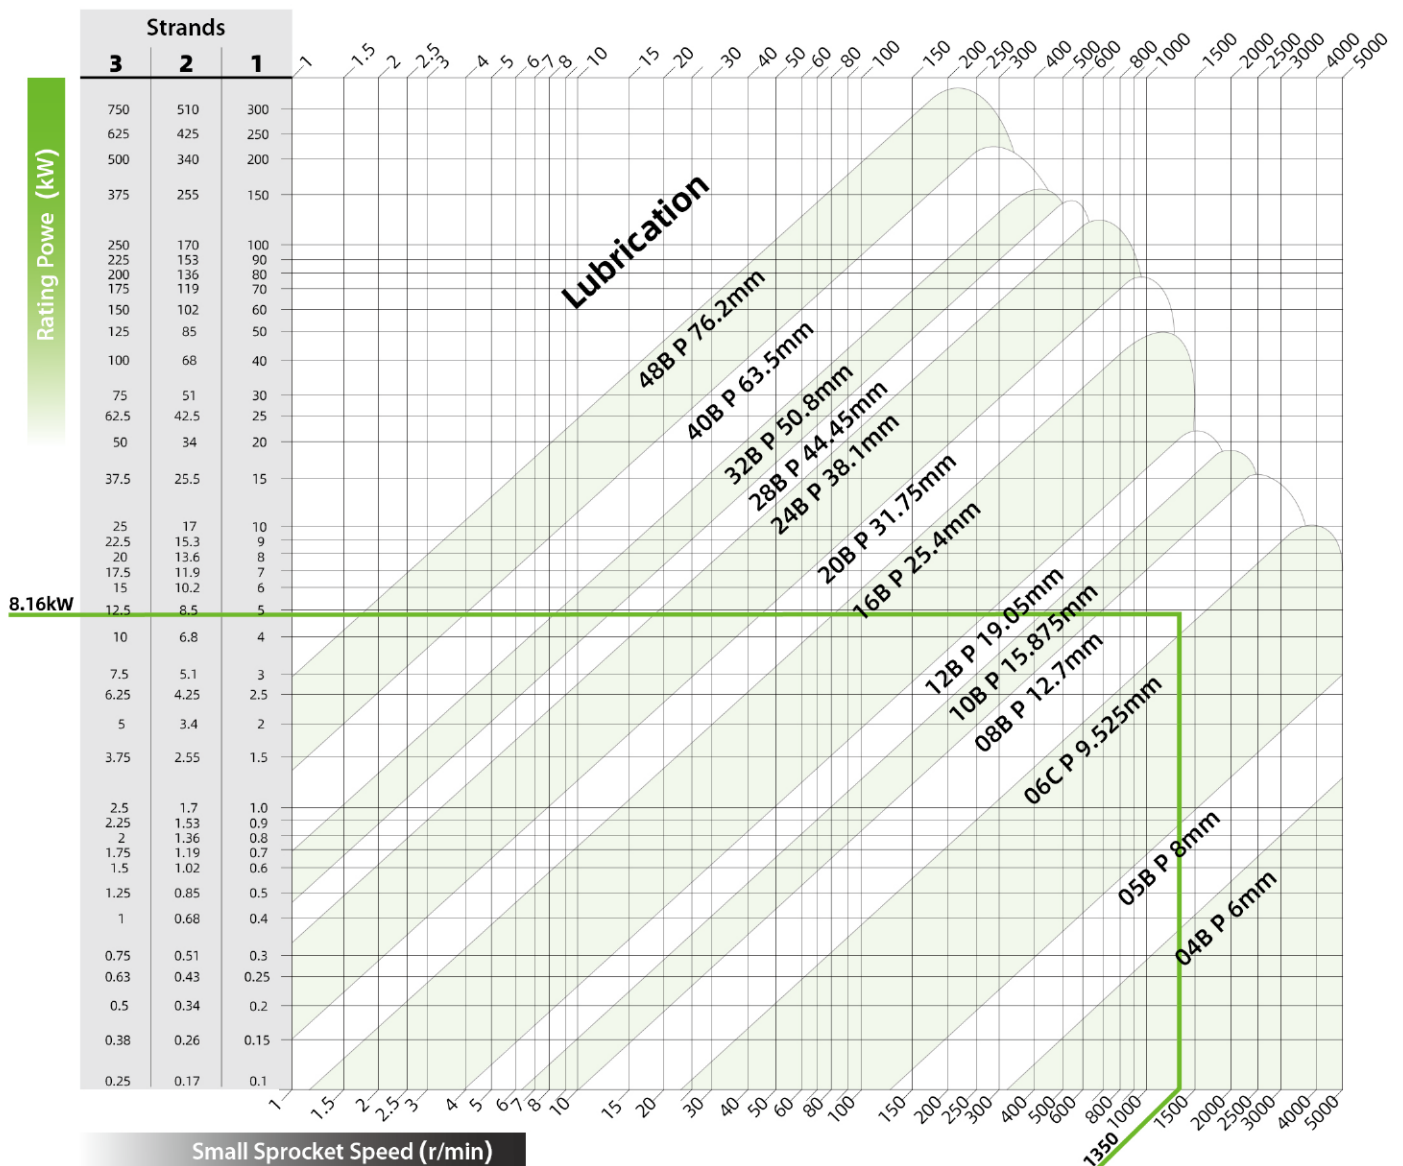 Strands
3 2 1
1 1.5 2 2.5 3 4 5 6 7 8 10 15 20 30 40 50 60 80 100 150 200 250 300 400 500 600 800 1000 1500 2000 2500 3000 4000 5000
Rating Powe (kW)
750 510 300
625 425 250
500 340 200
375 255 150
250 170 100
225 153 90
200 136 80
175 119 70
150 102 60
125 85 50
100 68 40
75 51 30
62.5 42.5 25
50 34 20
37.5 25.5 15
25 17 10
22.5 15.3 9
20 13.6 8
17.5 11.9 7
15 10.2 6
8.16kW
12.5 8.5 5
10 6.8 4
7.5 5.1 3
6.25 4.25 2.5
5 3.4 2
3.75 2.55 1.5
2.5 1.7 1.0
2.25 1.53 0.9
2 1.36 0.8
1.75 1.19 0.7
1.5 1.02 0.6
1.25 0.85 0.5
1 0.68 0.4
0.75 0.51 0.3
0.63 0.43 0.25
0.5 0.34 0.2
0.38 0.26 0.15
0.25 0.17 0.1
Lubrication
48B P 76.2mm
40B P 63.5mm
32B P 50.8mm
28B P 44.45mm
24B P 38.1mm
20B P 31.75mm
16B P 25.4mm
12B P 19.05mm
10B P 15.875mm
08B P 12.7mm
06C P 9.525mm
05B P 8mm
04B P 6mm
1 1.5 2 2.5 3 4 5 6 7 8 10 15 20 30 40 50 60 80 100 150 200 250 300 400 500 600 800 1000 1500 2000 2500 3000 4000 5000
1350
Small Sprocket Speed (r/min)